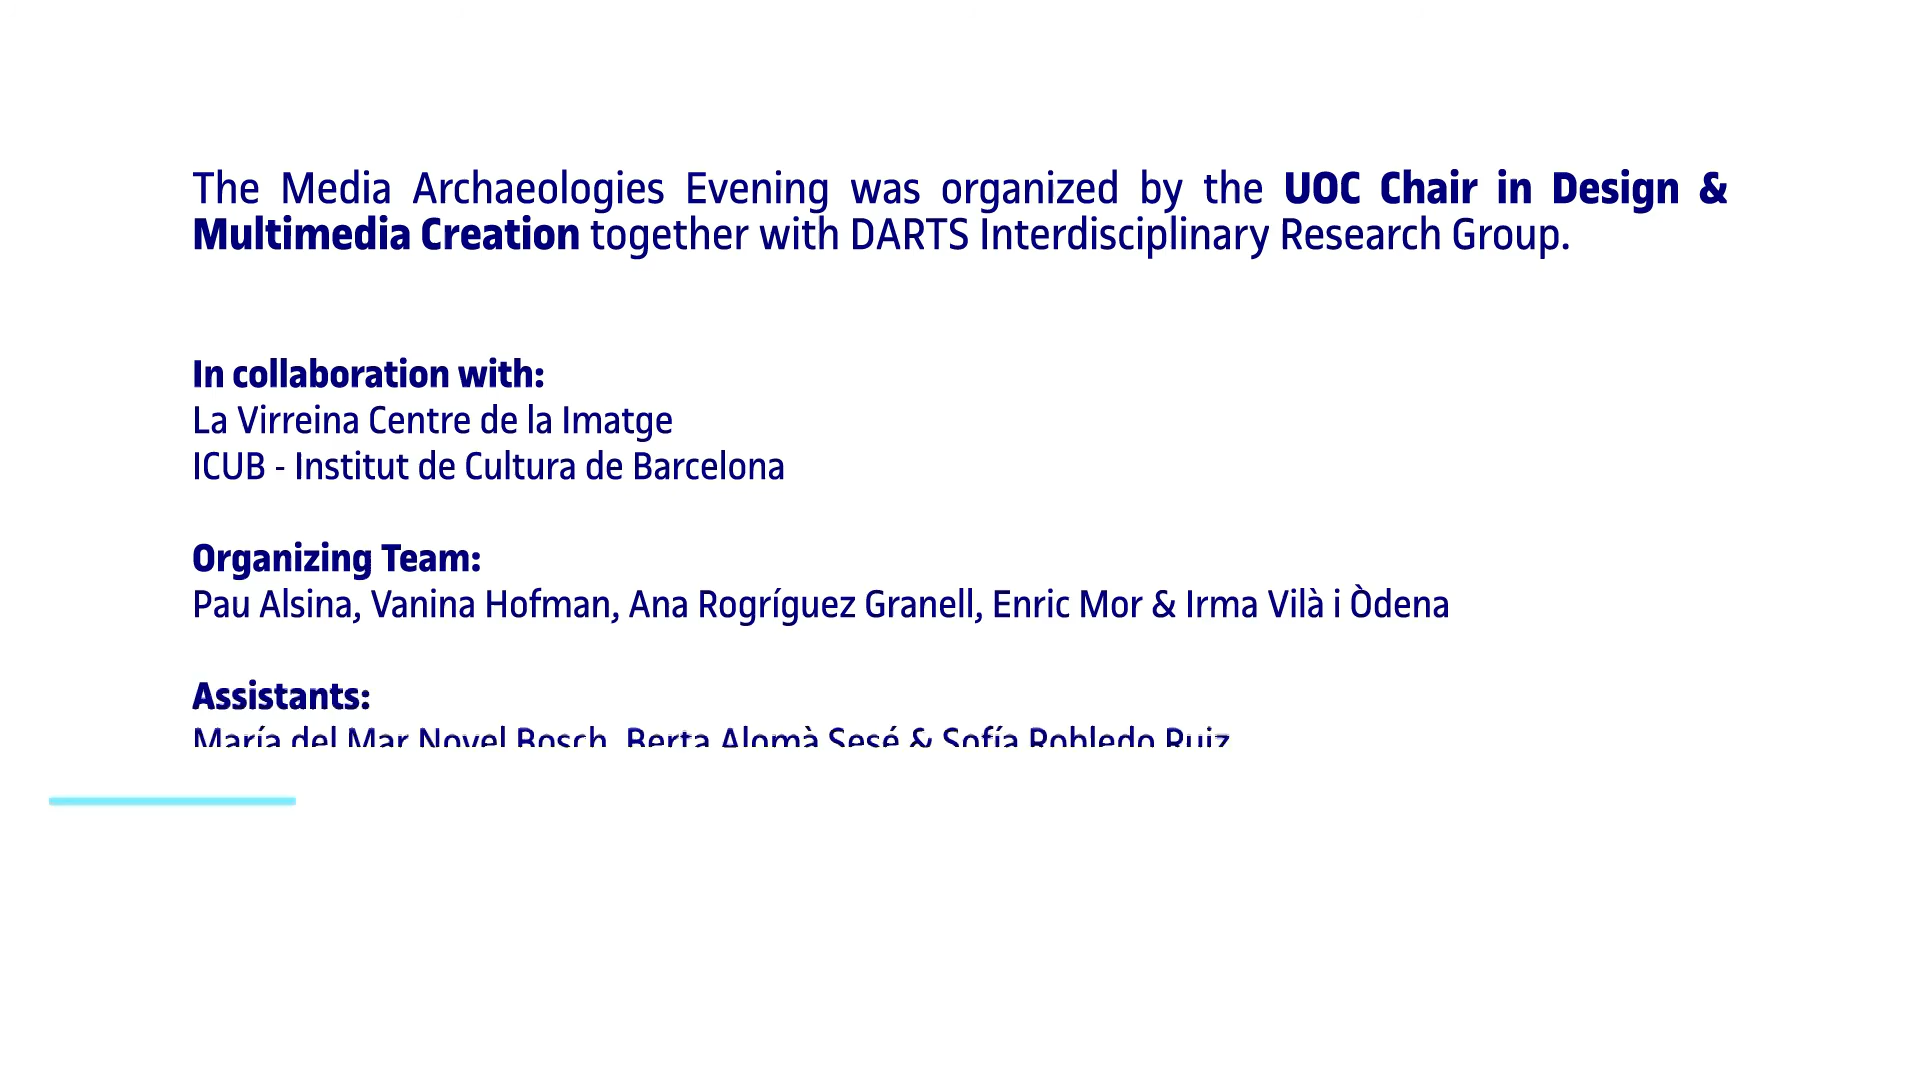 The Media Archaeologies Evening was organized by the UOC Chair in Design &
Multimedia Creation together with DARTS Interdisciplinary Research Group.
In collaboration with:
La Virreina Centre de la Imatge
ICUB - Institut de Cultura de Barcelona
Organizing Team:
Pau Alsina, Vanina Hofman, Ana Rogríguez Granell, Enric Mor & Irma Vilà i Òdena
Assistants:
María del Mar Novel Bosch, Berta Alomà Sesé & Sofía Robledo Ruiz